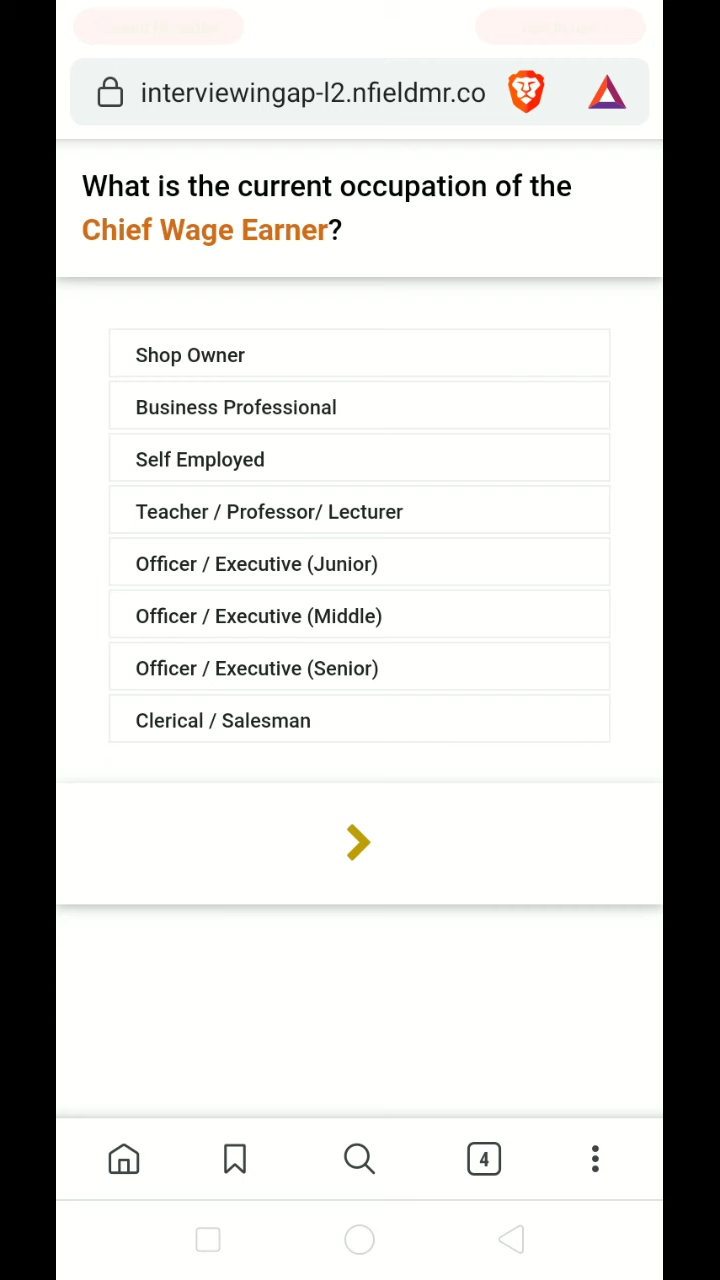 interviewingap-l2.nfieldmr.co
What is the current occupation of the
Chief Wage Earner?
Shop Owner
Business Professional
Self Employed
Teacher / Professor/ Lecturer
Officer / Executive (Junior)
Officer / Executive (Middle)
Officer / Executive (Senior)
Clerical / Salesman
4